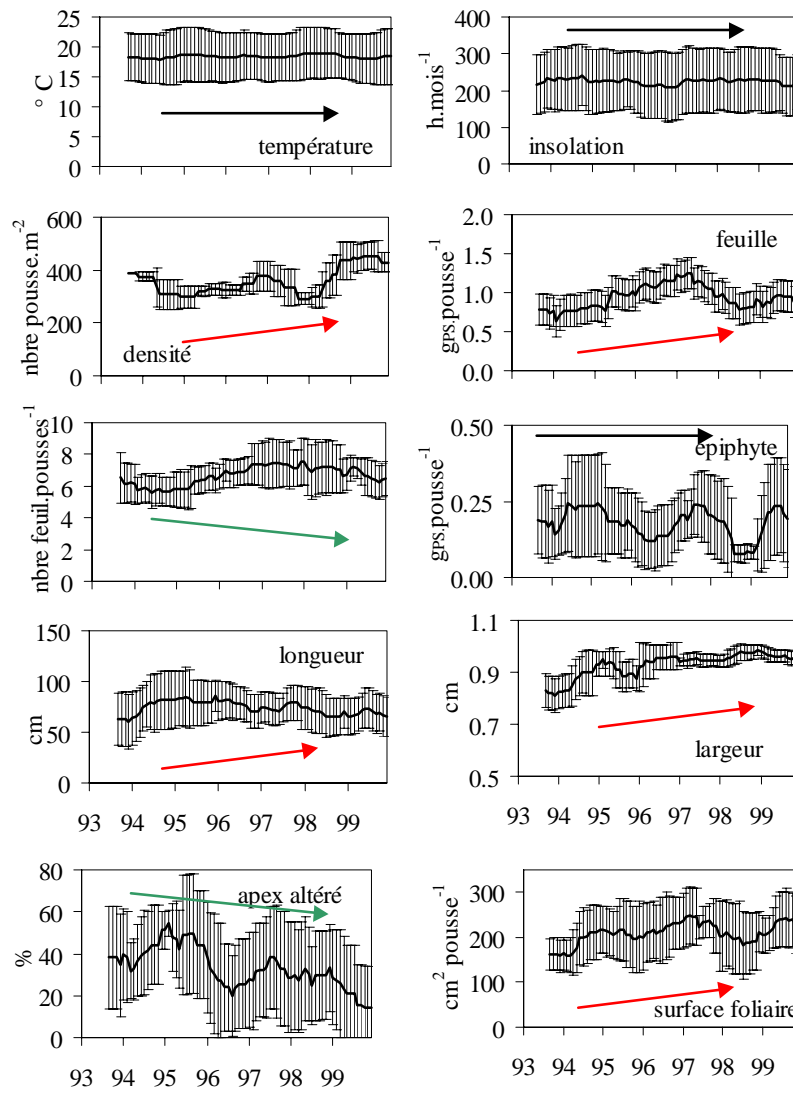 25
20
15
10
5
0
° C
température
400
300
200
100
0
h.mois-1
insolation
600
400
200
0
nbre pousse.m-2
densité
2.0
1.5
1.0
0.5
0.0
gPS.pousse-1
feuille
10
8
6
4
2
0
nbre feuil.pousses-1
0.50
0.25
0.00
gPS.pousse-1
épiphyte
150
100
50
0
cm
longueur
93 94 95 96 97 98 99
1.1
0.9
0.7
0.5
cm
largeur
93 94 95 96 97 98 99
80
60
40
20
0
%
apex altéré
93 94 95 96 97 98 99
300
200
100
0
cm2 pousse-1
surface foliaire
93 94 95 96 97 98 99